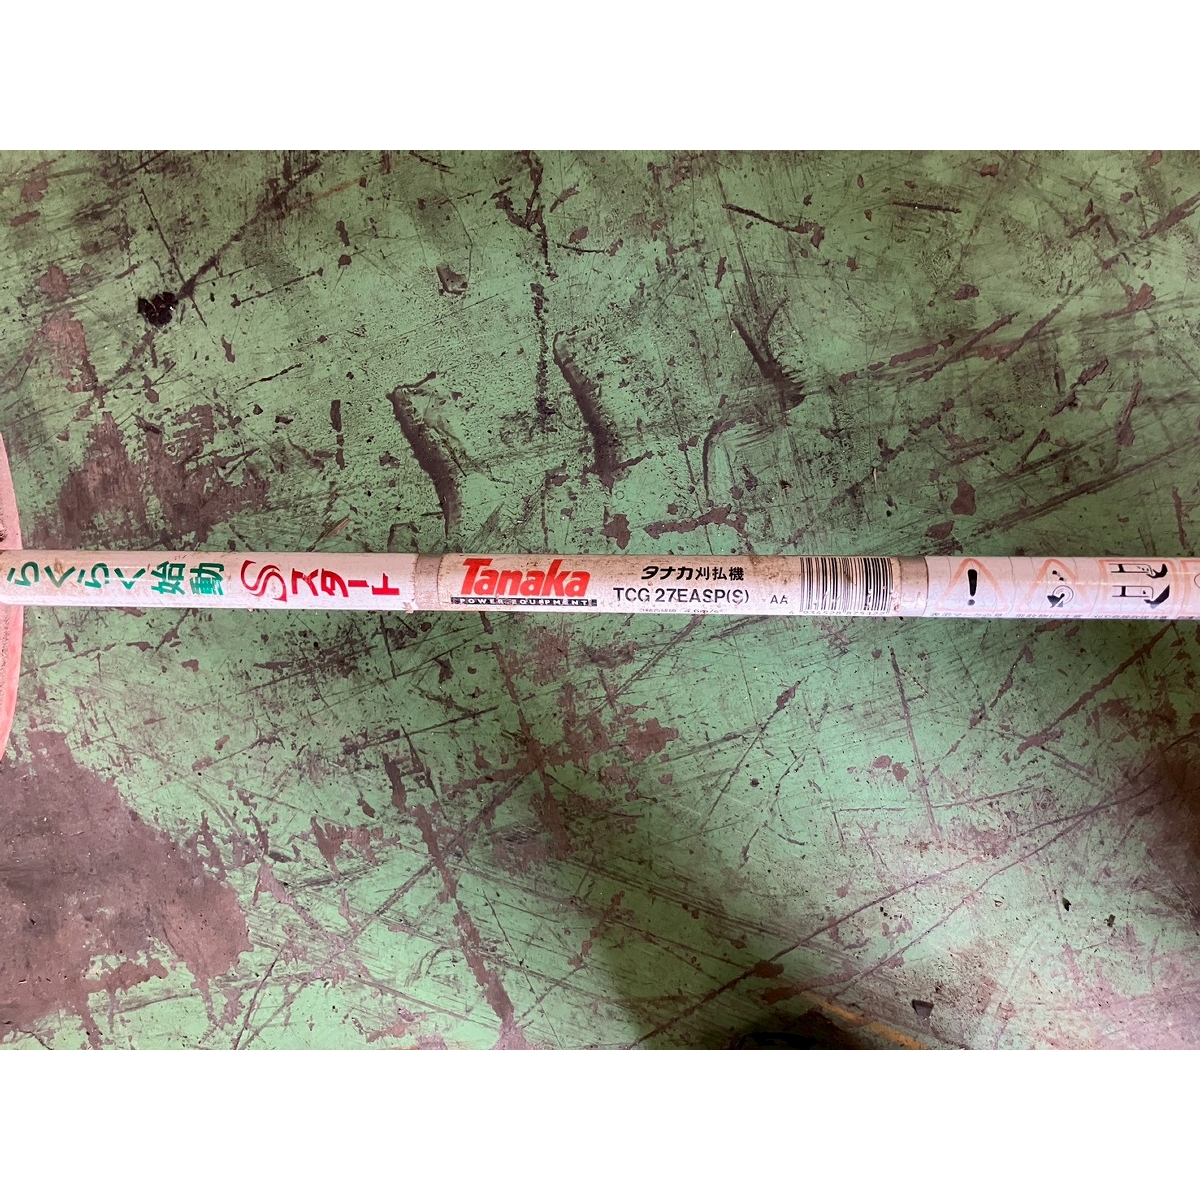 らくらく始動 Sスタート
Tanaka
POWER EQUIPMENT
タナカ刈払機
TCG 27EASP(S) AA